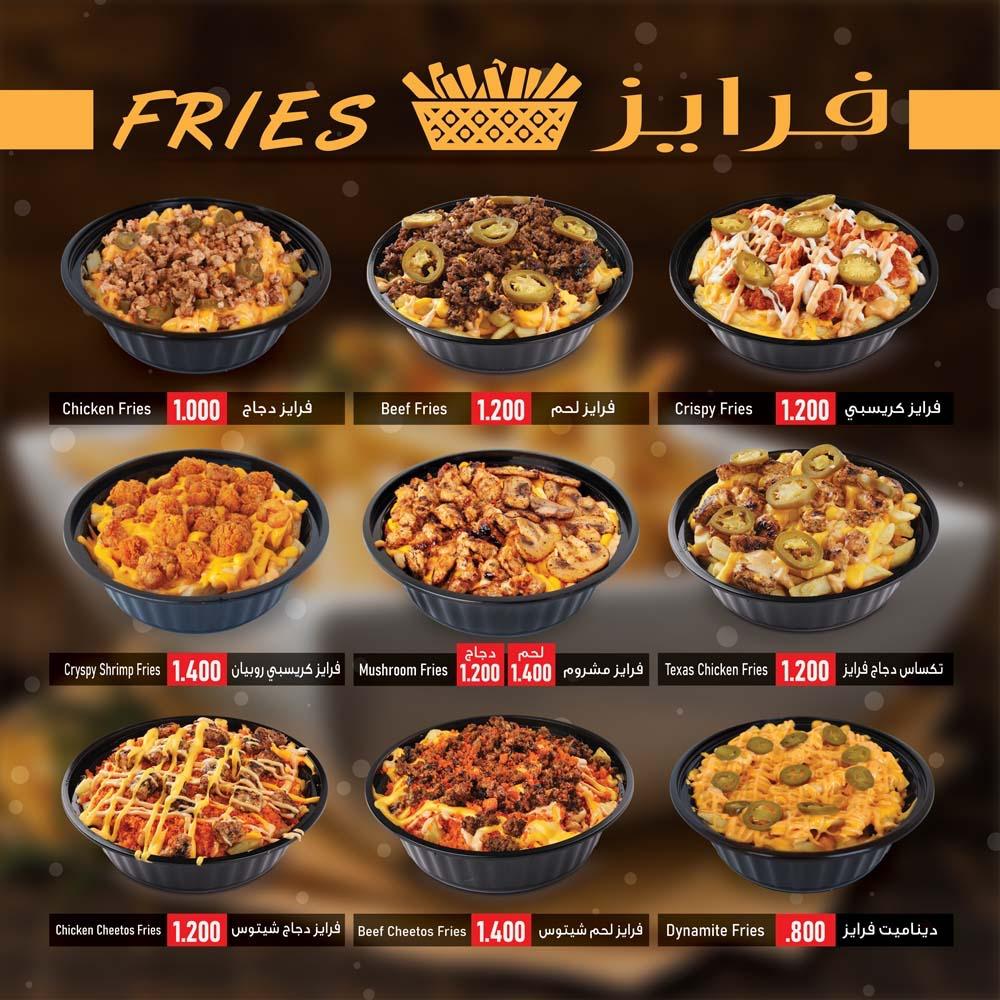 FRIES فرايز
Chicken Fries 1.000 فرايز دجاج
Beef Fries 1.200 فرايز لحم
Crispy Fries 1.200 فرايز كريسبي
Cryspy Shrimp Fries 1.400 فرايز كريسبي روبيان
Mushroom Fries دجاج 1.200 لحم 1.400 فرايز مشروم
Texas Chicken Fries 1.200 تكساس دجاج فرايز
Chicken Cheetos Fries 1.200 فرايز دجاج شيتوس
Beef Cheetos Fries 1.400 فرايز لحم شيتوس
Dynamite Fries .800 ديناميت فرايز